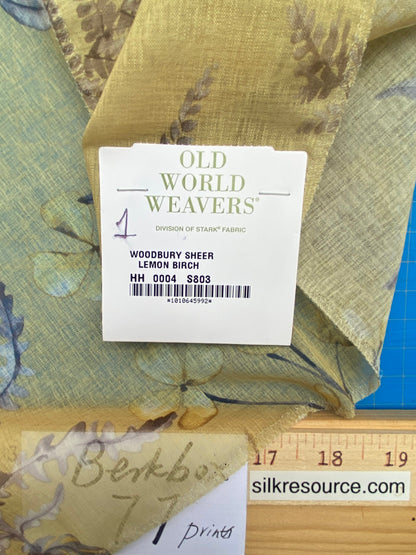 OLD
WORLD
WEAVERS®
DIVISION OF STARK® FABRIC
1
WOODBURY SHEER
LEMON BIRCH
HH 0004 S803
*1010645992*
Berkbox
77 prints
17 18 19
silkresource.com